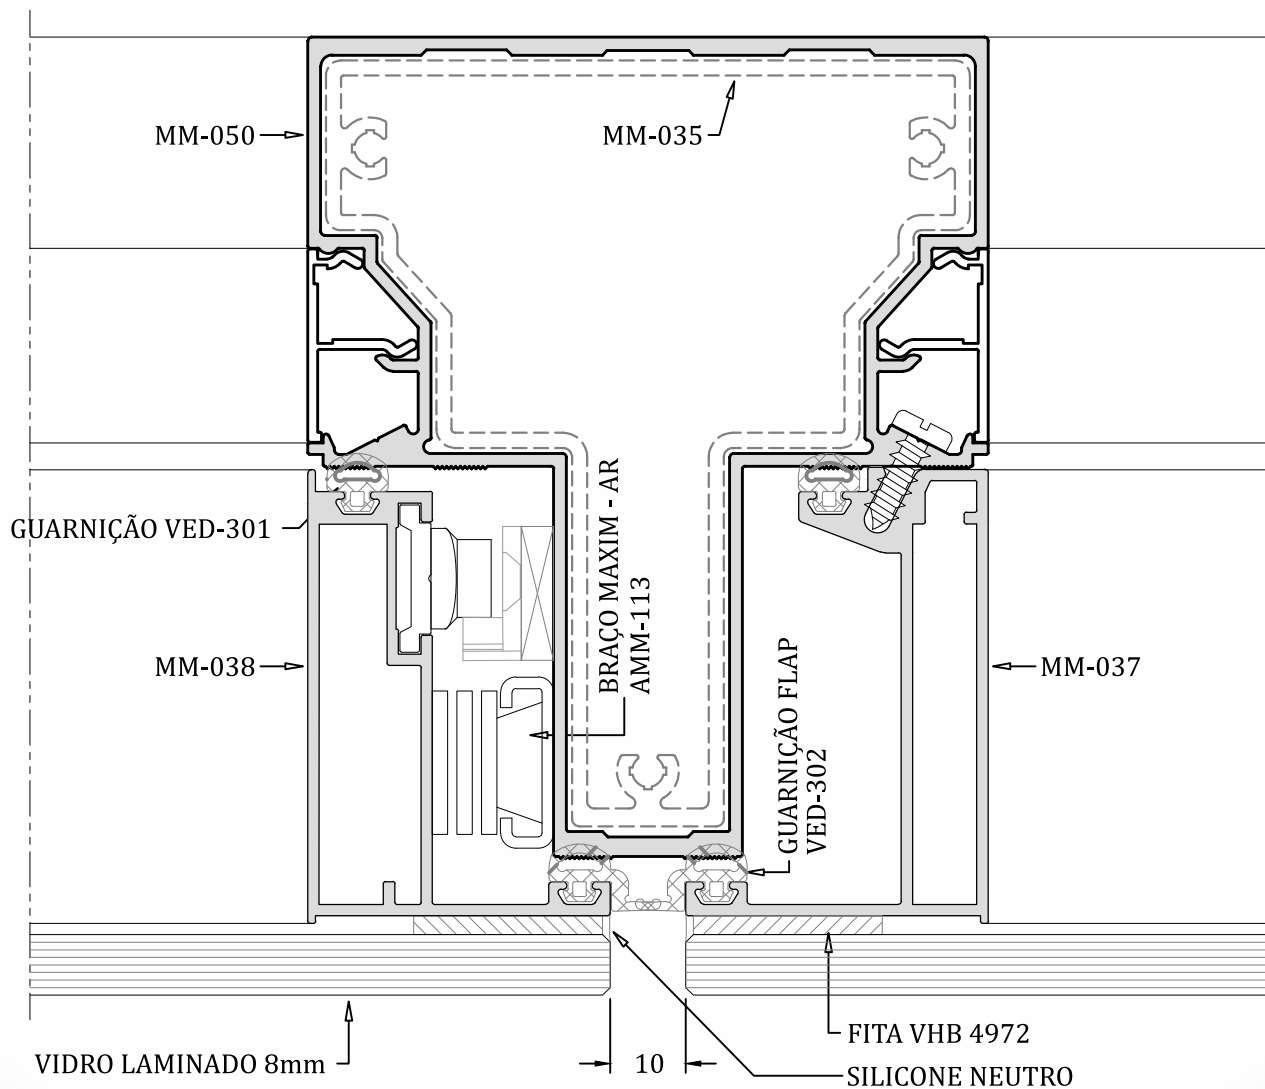 MM-050
MM-035
GUARNIÇÃO VED-301
BRAÇO MAXIM - AR
AMM-113
MM-038
MM-037
GUARNIÇÃO FLAP
VED-302
FITA VHB 4972
VIDRO LAMINADO 8mm
10
SILICONE NEUTRO